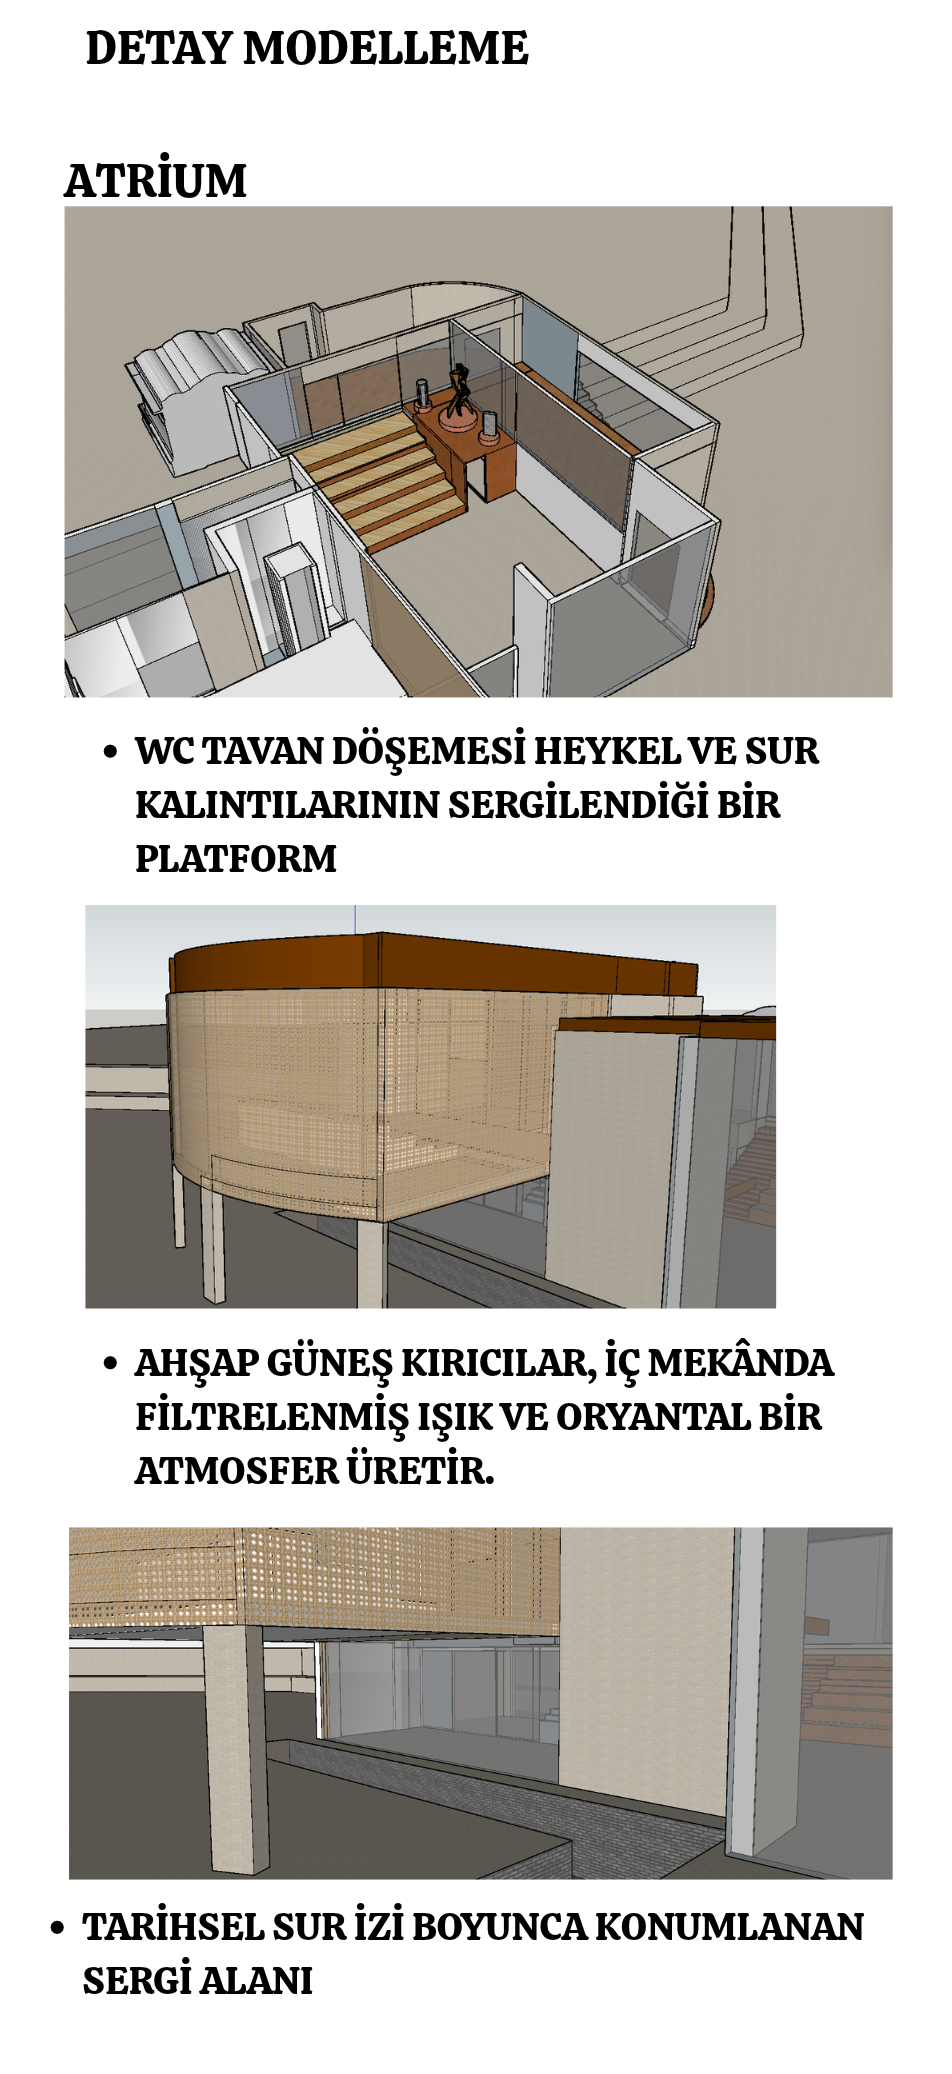 DETAY MODELLEME
ATRİUM
• WC TAVAN DÖŞEMESİ HEYKEL VE SUR
KALINTILARININ SERGİLENDİĞİ BİR
PLATFORM
• AHŞAP GÜNEŞ KIRICILAR, İÇ MEKÂNDA
FİLTRELENMİŞ IŞIK VE ORYANTAL BİR
ATMOSFER ÜRETİR.
• TARİHSEL SUR İZİ BOYUNCA KONUMLANAN
SERGİ ALANI